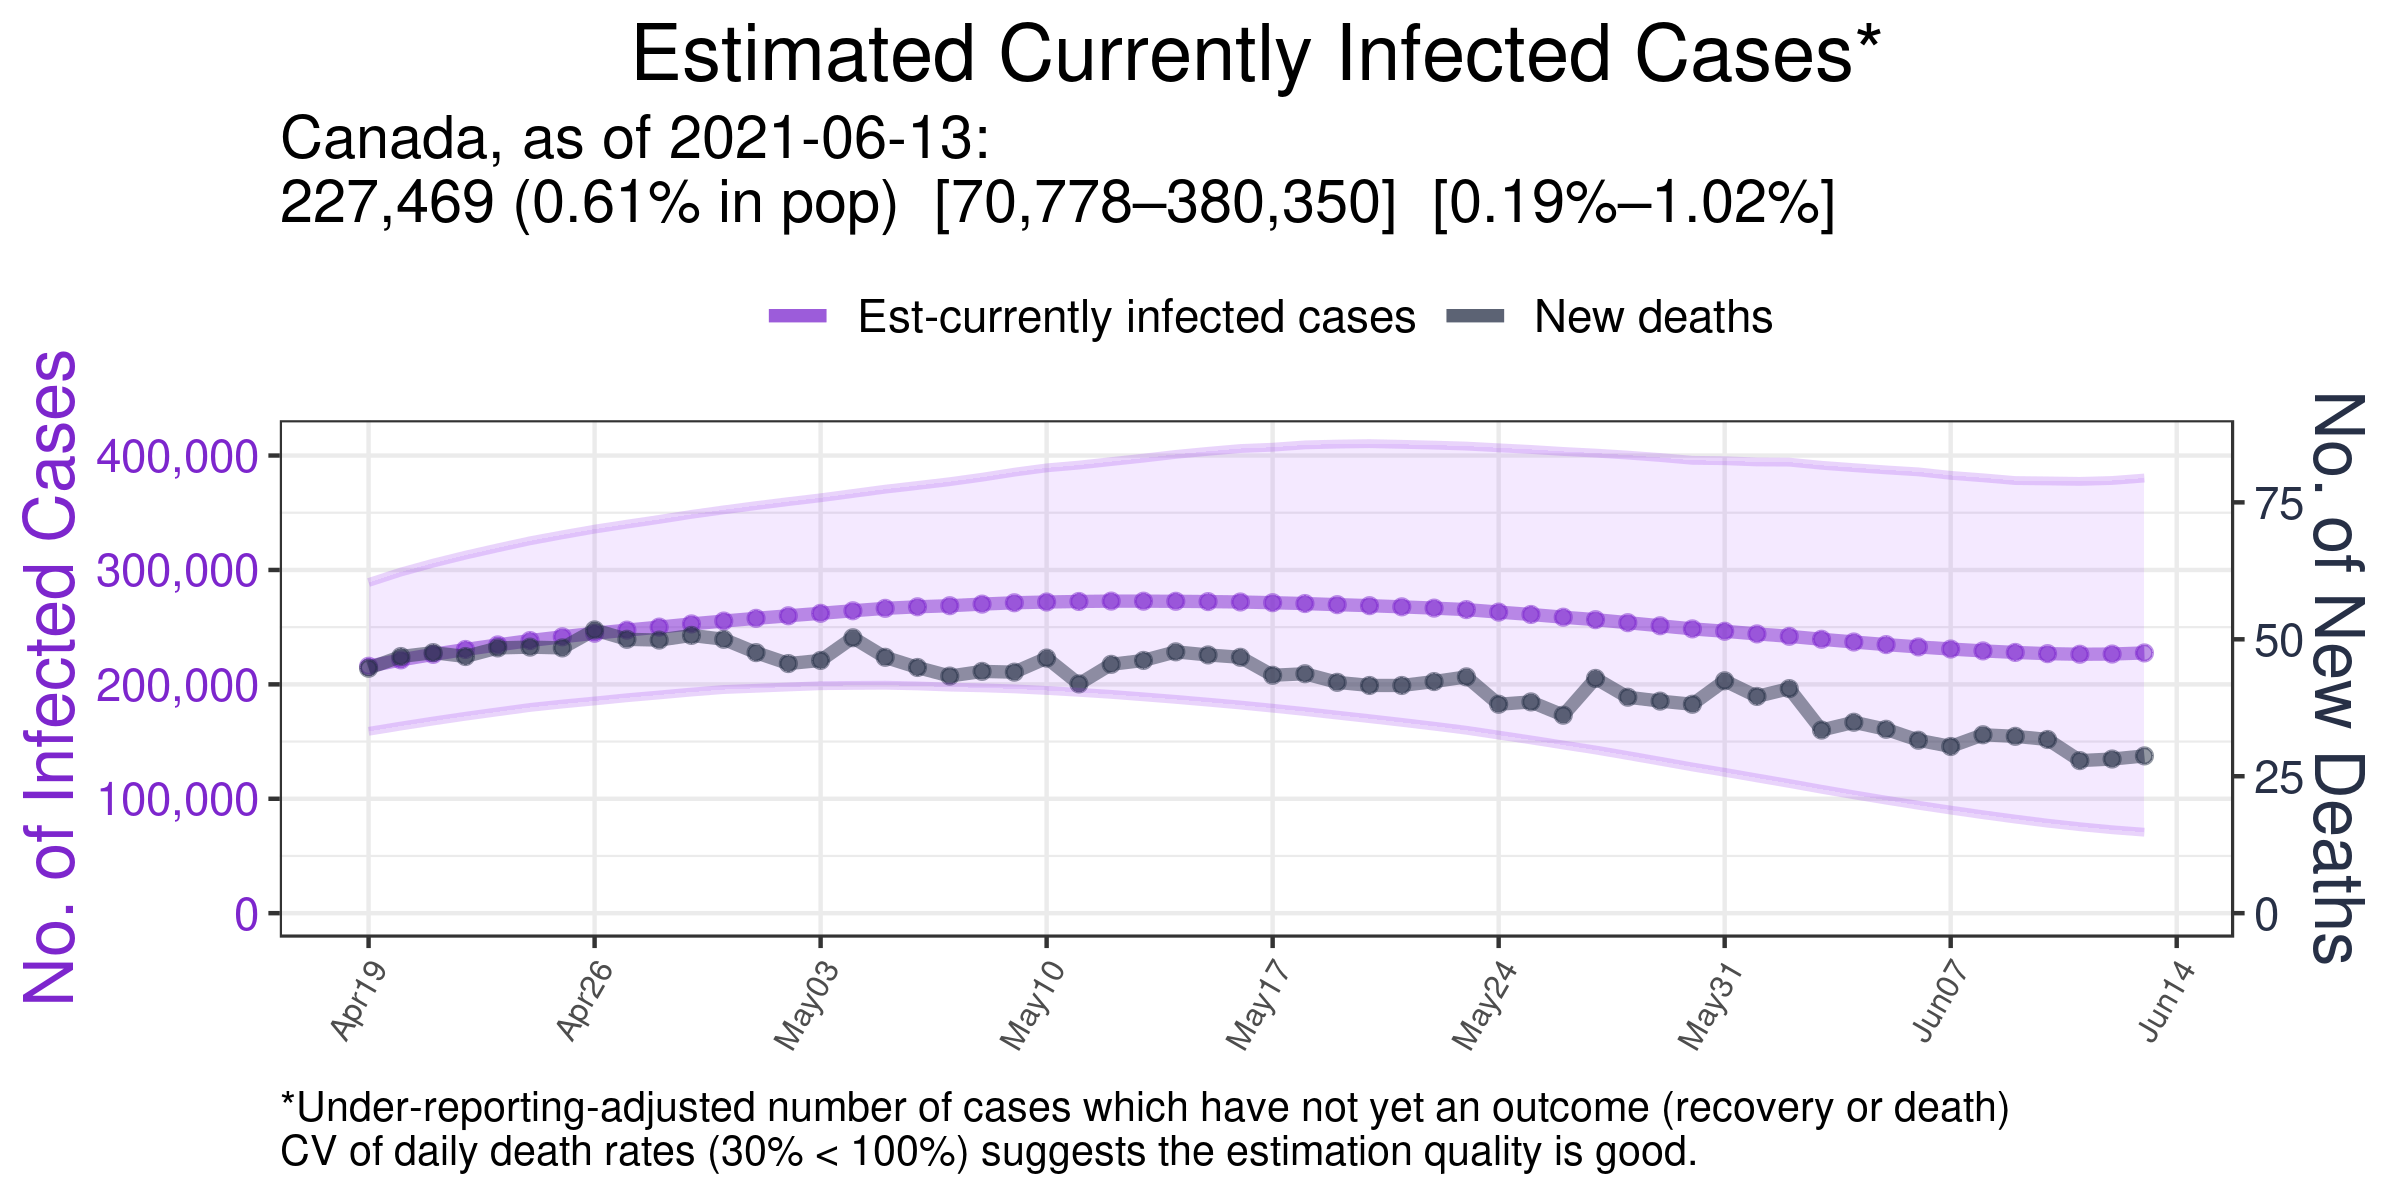 Estimated Currently Infected Cases*
Canada, as of 2021-06-13:
227,469 (0.61% in pop)  [70,778–380,350]  [0.19%–1.02%]
Est-currently infected cases
New deaths
No. of Infected Cases
400,000
300,000
200,000
100,000
0
75
50
25
0
No. of New Deaths
Apr19
Apr26
May03
May10
May17
May24
May31
Jun07
Jun14
*Under-reporting-adjusted number of cases which have not yet an outcome (recovery or death)
CV of daily death rates (30% < 100%) suggests the estimation quality is good.